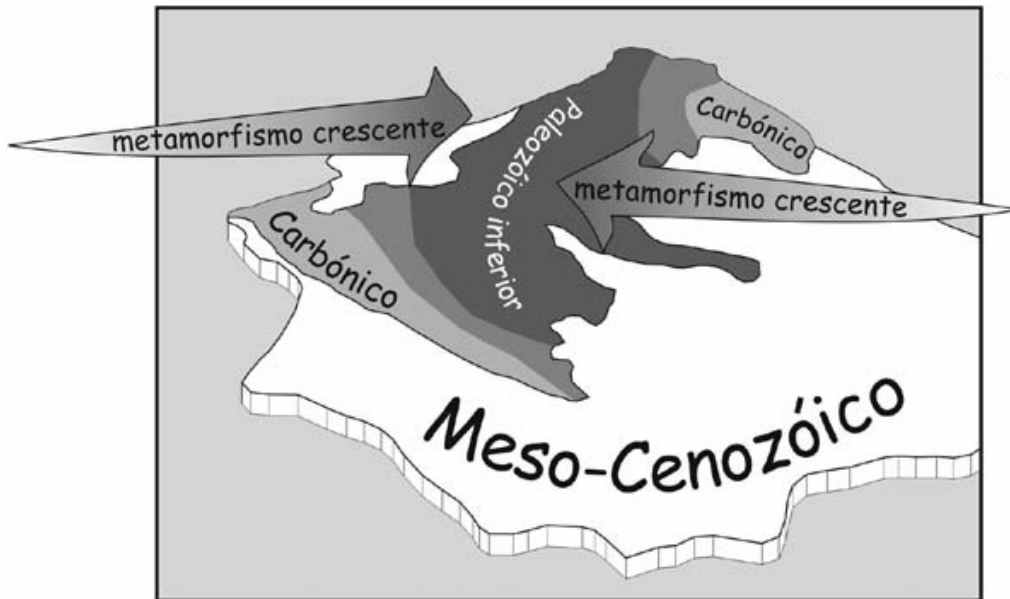 metamorfismo crescente
Paleozóico inferior
Carbónico
metamorfismo crescente
Carbónico
Meso-Cenozóico